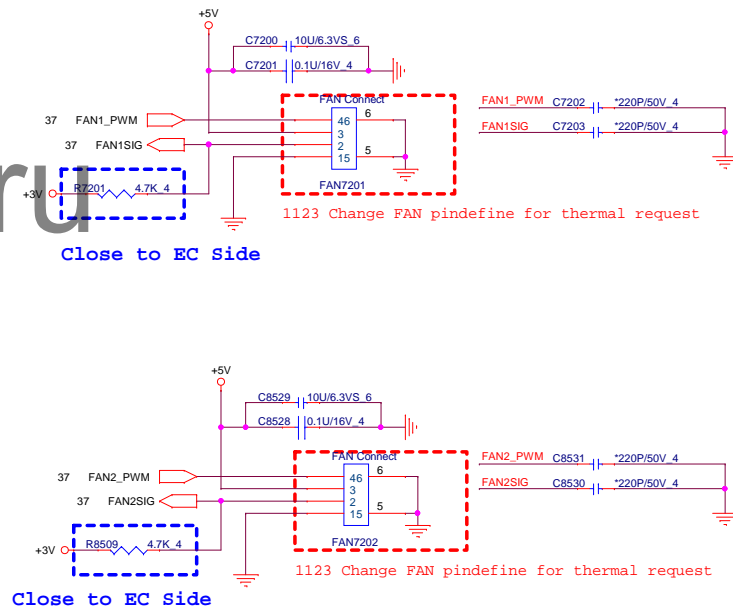 +5V
C7200 10U/6.3VS_6
C7201 0.1U/16V_4
FAN Connect
FAN1_PWM C7202 *220P/50V_4
37 FAN1_PWM
46 6
3
FAN1SIG C7203 *220P/50V_4
37 FAN1SIG
2
15 5
ru
+3V R7201 4.7K_4
FAN7201
1123 Change FAN pindefine for thermal request
Close to EC Side
+5V
C8529 10U/6.3VS_6
C8528 0.1U/16V_4
FAN Connect
FAN2_PWM C8531 *220P/50V_4
37 FAN2_PWM
46 6
3
FAN2SIG C8530 *220P/50V_4
37 FAN2SIG
2
15 5
+3V R8509 4.7K_4
FAN7202
1123 Change FAN pindefine for thermal request
Close to EC Side